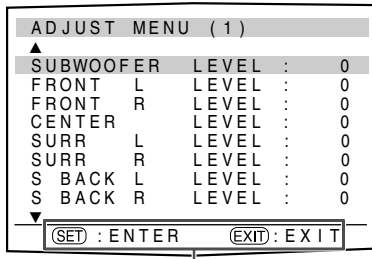 ADJUST MENU (1)
▲
SUBWOOFER LEVEL : 0
FRONT L LEVEL : 0
FRONT R LEVEL : 0
CENTER LEVEL : 0
SURR L LEVEL : 0
SURR R LEVEL : 0
S BACK L LEVEL : 0
S BACK R LEVEL : 0
▼
SET : ENTER EXIT : EXIT